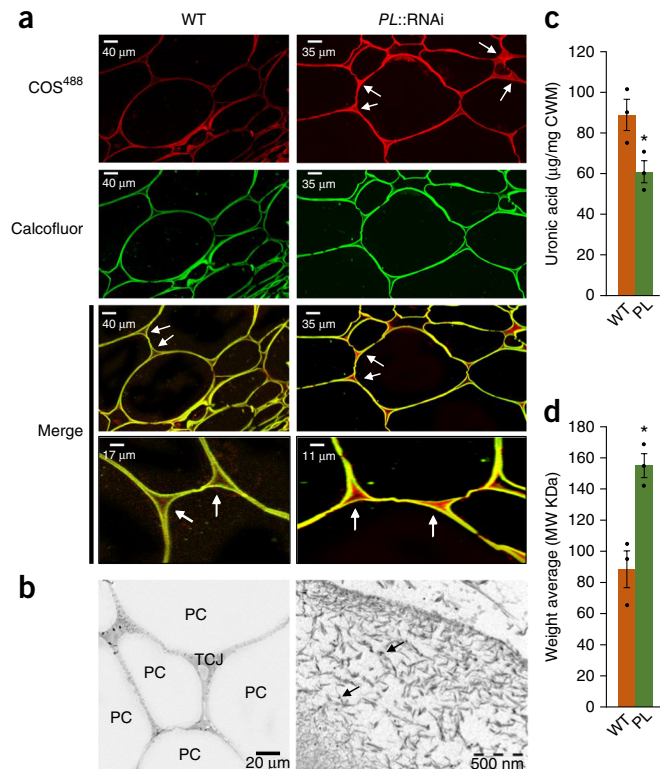 a
WT
PL::RNAi
COS488
40 µm
35 µm
Calcofluor
40 µm
35 µm
Merge
40 µm
35 µm
17 µm
11 µm
b
PC
TCJ
PC
PC
PC
PC
20 µm
500 nm
c
Uronic acid (µg/mg CWM)
120
100
80
60
40
20
0
*
WT
PL
d
Weight average (MW KDa)
180
160
140
120
100
80
60
40
20
0
*
WT
PL